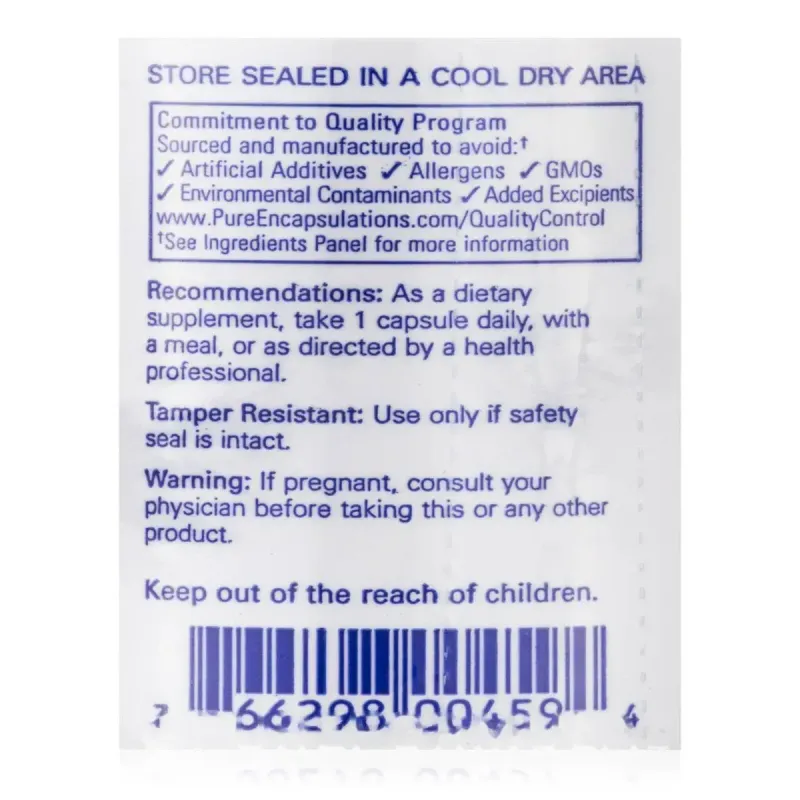 STORE SEALED IN A COOL DRY AREA
Commitment to Quality Program
Sourced and manufactured to avoid:†
✓ Artificial Additives ✓ Allergens ✓ GMOs
✓ Environmental Contaminants ✓ Added Excipients
www.PureEncapsulations.com/QualityControl
†See Ingredients Panel for more information
Recommendations: As a dietary
supplement, take 1 capsule daily, with
a meal, or as directed by a health
professional.
Tamper Resistant: Use only if safety
seal is intact.
Warning: If pregnant, consult your
physician before taking this or any other
product.
Keep out of the reach of children.
7 66298 00459 4